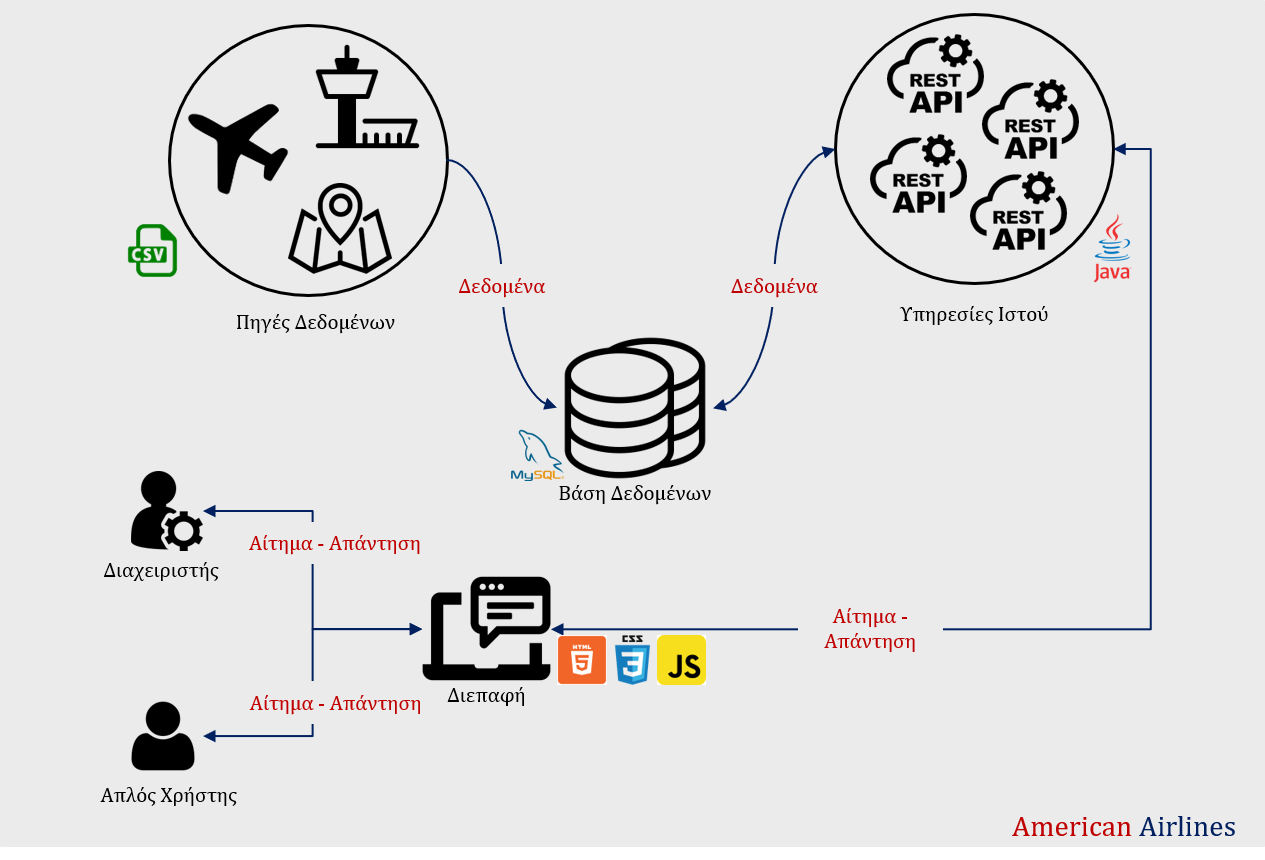 REST
API
REST
API
REST
API
REST
API
CSV
Java
Δεδομένα
Δεδομένα
Πηγές Δεδομένων
Υπηρεσίες Ιστού
MySQL
Βάση Δεδομένων
Αίτημα - Απάντηση
Διαχειριστής
Αίτημα -
Απάντηση
HTML
5
CSS
3
JS
Διεπαφή
Αίτημα - Απάντηση
Απλός Χρήστης
American Airlines